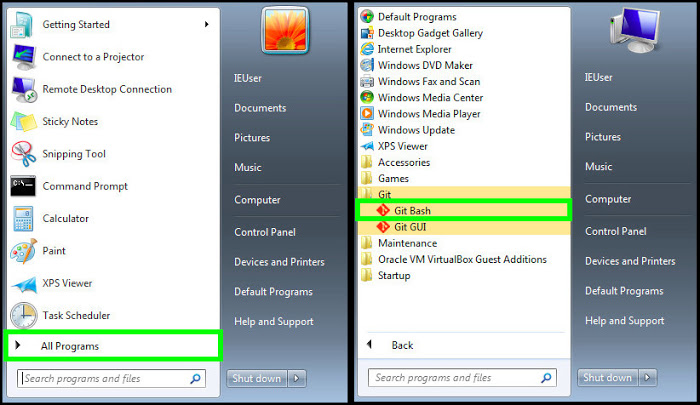 Getting Started
Connect to a Projector
Remote Desktop Connection
Sticky Notes
Snipping Tool
Command Prompt
Calculator
Paint
XPS Viewer
Task Scheduler
All Programs
Search programs and files
IEUser
Documents
Pictures
Music
Computer
Control Panel
Devices and Printers
Default Programs
Help and Support
Shut down
Default Programs
Desktop Gadget Gallery
Internet Explorer
Windows DVD Maker
Windows Fax and Scan
Windows Media Center
Windows Media Player
Windows Update
XPS Viewer
Accessories
Games
Git
Git Bash
Git GUI
Maintenance
Oracle VM VirtualBox Guest Additions
Startup
Back
Search programs and files
IEUser
Documents
Pictures
Music
Computer
Control Panel
Devices and Printers
Default Programs
Help and Support
Shut down